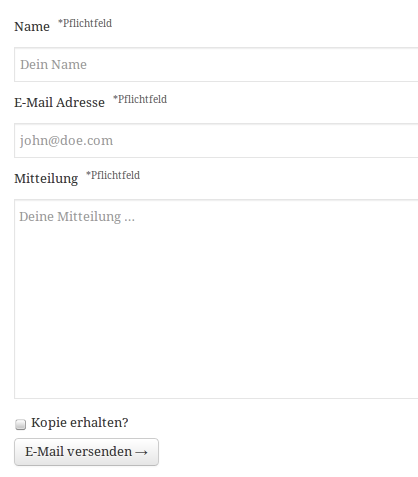 Name *Pflichtfeld
Dein Name
E-Mail Adresse *Pflichtfeld
john@doe.com
Mitteilung *Pflichtfeld
Deine Mitteilung ...
Kopie erhalten?
E-Mail versenden →